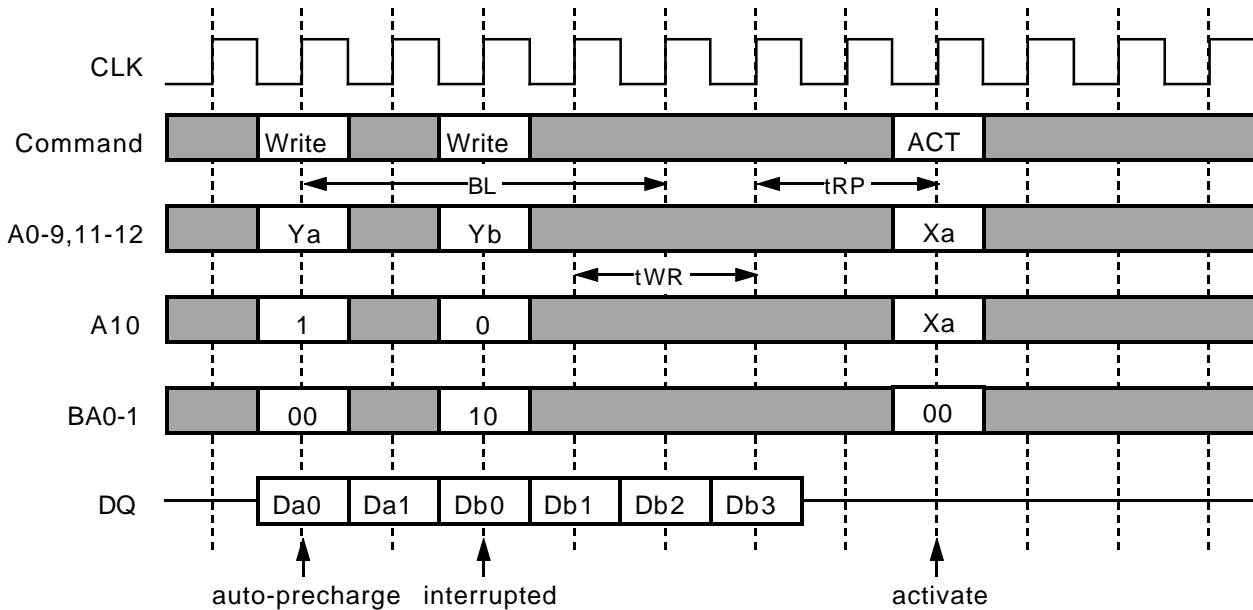 CLK
Command Write Write ACT
BL tRP
A0-9,11-12 Ya Yb Xa
tWR
A10 1 0 Xa
BA0-1 00 10 00
DQ Da0 Da1 Db0 Db1 Db2 Db3
auto-precharge interrupted activate